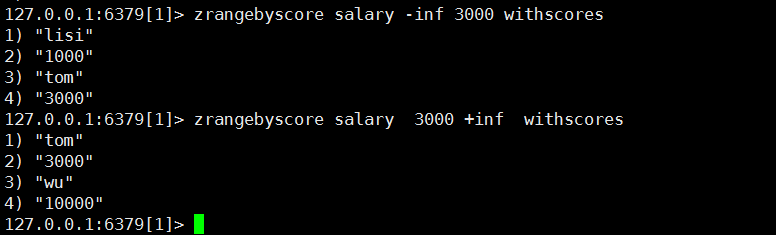 127.0.0.1:6379[1]> zrangebyscore salary -inf 3000 withscores
1) "lisi"
2) "1000"
3) "tom"
4) "3000"
127.0.0.1:6379[1]> zrangebyscore salary  3000 +inf  withscores
1) "tom"
2) "3000"
3) "wu"
4) "10000"
127.0.0.1:6379[1]>